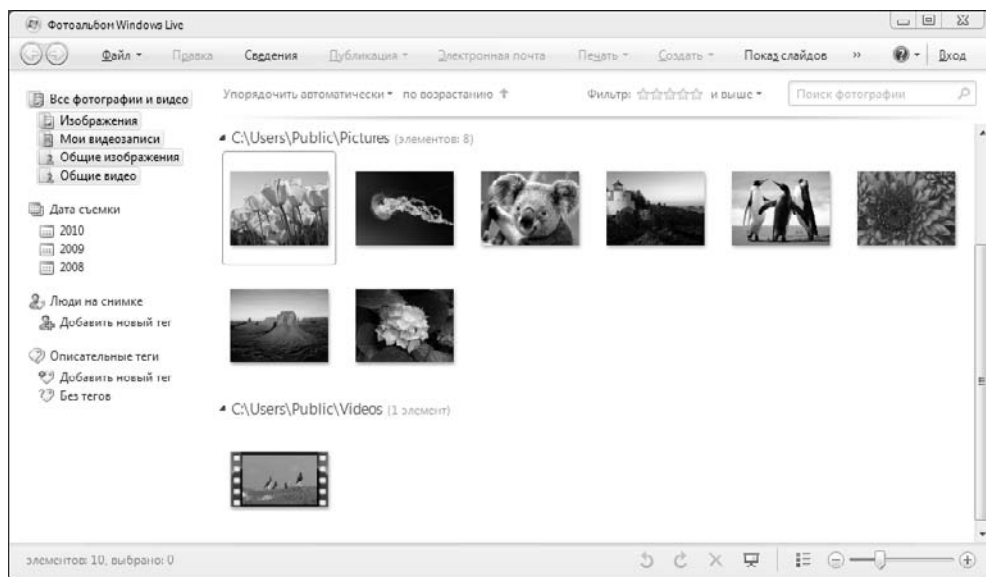 Фотоальбом Windows Live
Файл Правка Сведения Публикация Электронная почта Печать Создать Показ слайдов » Вход
Упорядочить автоматически по возрастанию Фильтр: и выше Поиск фотографии
Все фотографии и видео
Изображения
Мои видеозаписи
Общие изображения
Общие видео
Дата съемки
2010
2009
2008
Люди на снимке
Добавить новый тег
Описательные теги
Добавить новый тег
Без тегов
C:\Users\Public\Pictures (элементов: 8)
C:\Users\Public\Videos (1 элемент)
элементов: 10, выбрано: 0